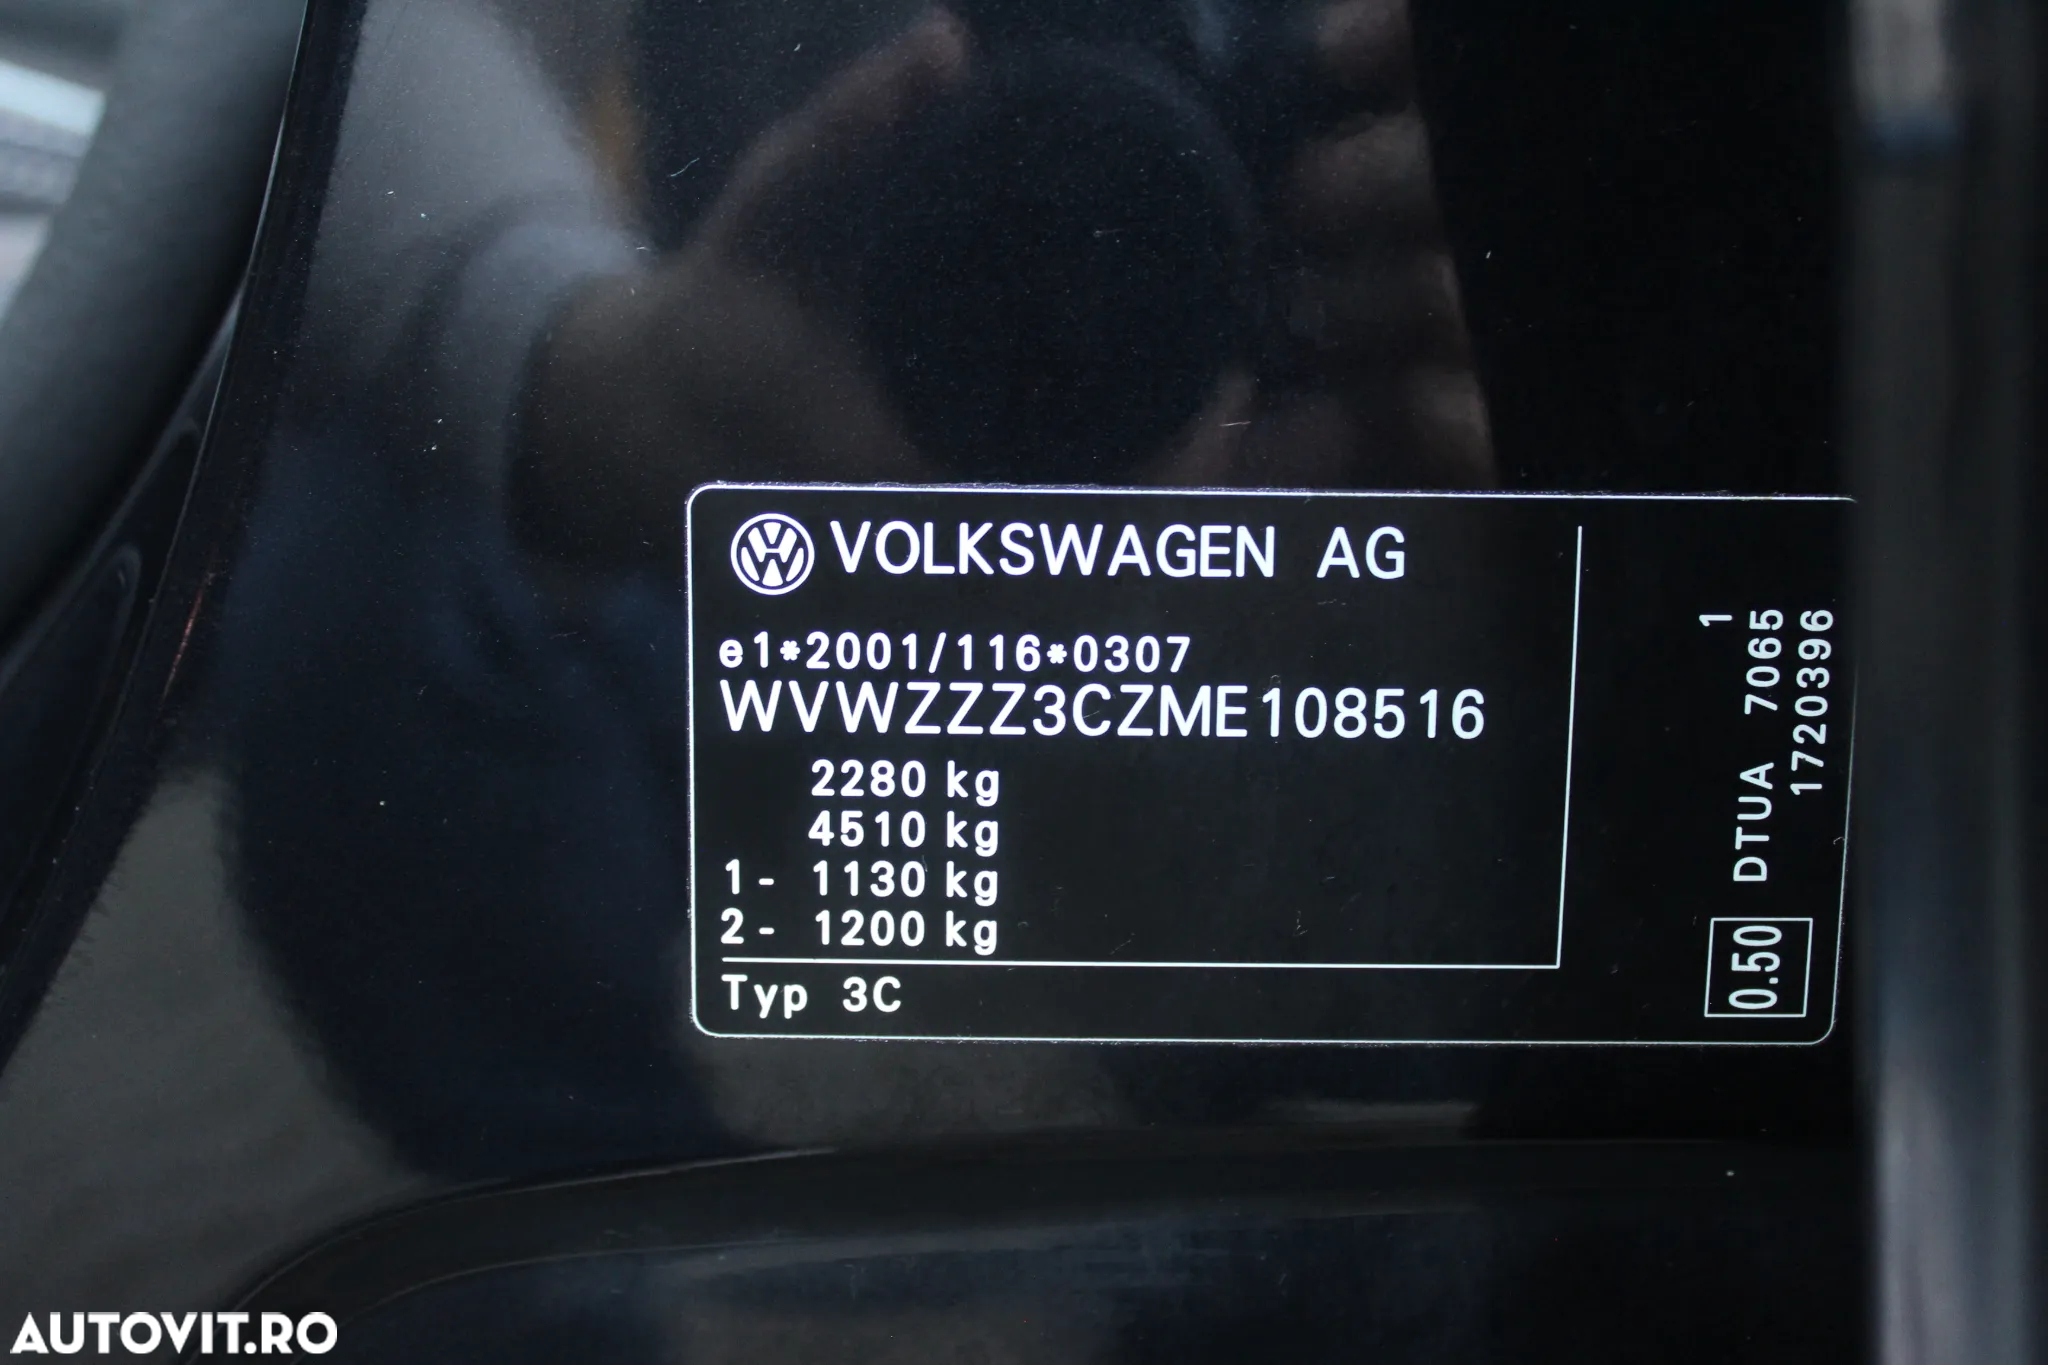 VOLKSWAGEN AG
e1*2001/116*0307
WVWZZZ3CZME108516
2280 kg
4510 kg
1- 1130 kg
2- 1200 kg
Typ 3C
1
DTUA 7065
1720396
0.50
AUTOVIT.RO